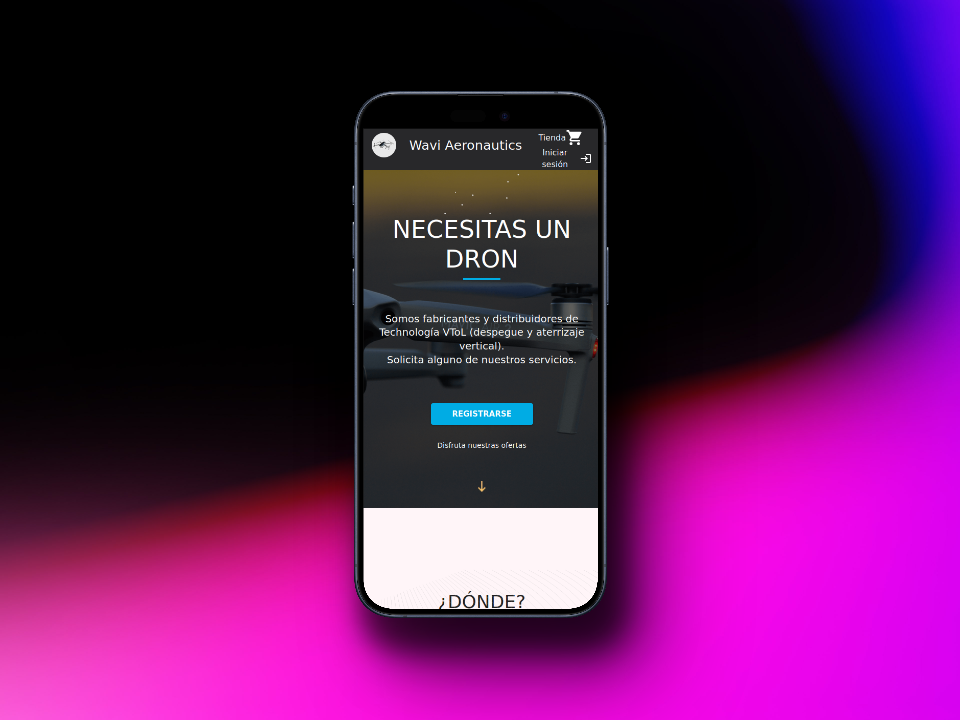 Wavi Aeronautics
Tienda
Iniciar
sesión
NECESITAS UN
DRON
Somos fabricantes y distribuidores de
Technología VToL (despegue y aterrizaje
vertical).
Solicita alguno de nuestros servicios.
REGISTRARSE
Disfruta nuestras ofertas
¿DÓNDE?